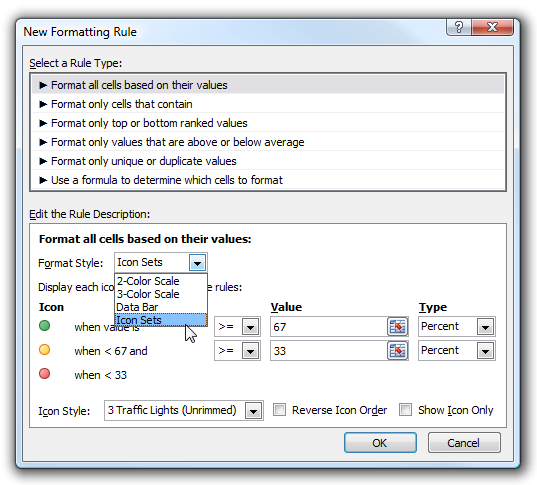 New Formatting Rule
Select a Rule Type:
► Format all cells based on their values
► Format only cells that contain
► Format only top or bottom ranked values
► Format only values that are above or below average
► Format only unique or duplicate values
► Use a formula to determine which cells to format
Edit the Rule Description:
Format all cells based on their values:
Format Style: Icon Sets
2-Color Scale
3-Color Scale
Data Bar
Icon Sets
Display each ico e rules:
Icon Value Type
when value is >= 67 Percent
when < 67 and >= 33 Percent
when < 33
Icon Style: 3 Traffic Lights (Unrimmed) Reverse Icon Order Show Icon Only
OK Cancel